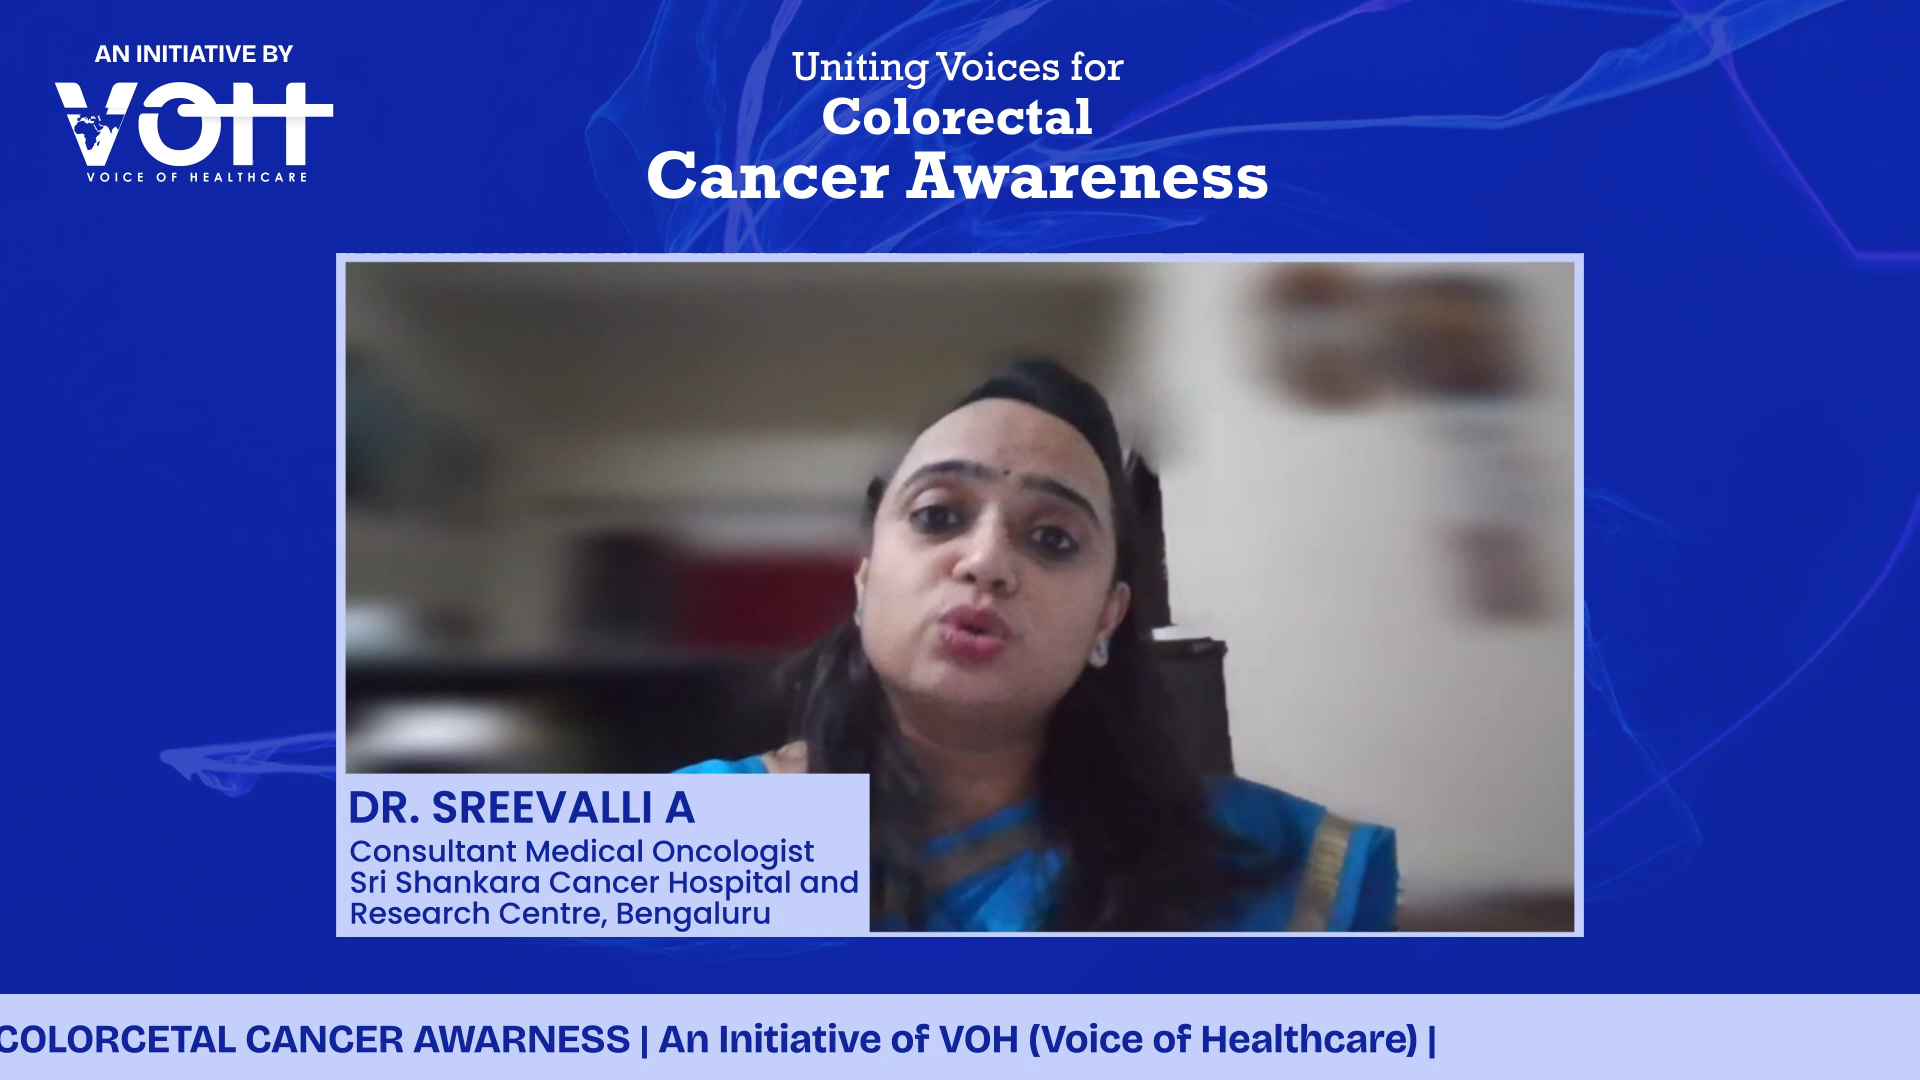 AN INITIATIVE BY
VOH
VOICE OF HEALTHCARE
Uniting Voices for
Colorectal
Cancer Awareness
DR. SREEVALLI A
Consultant Medical Oncologist
Sri Shankara Cancer Hospital and
Research Centre, Bengaluru
COLORCETAL CANCER AWARNESS | An Initiative of VOH (Voice of Healthcare) |